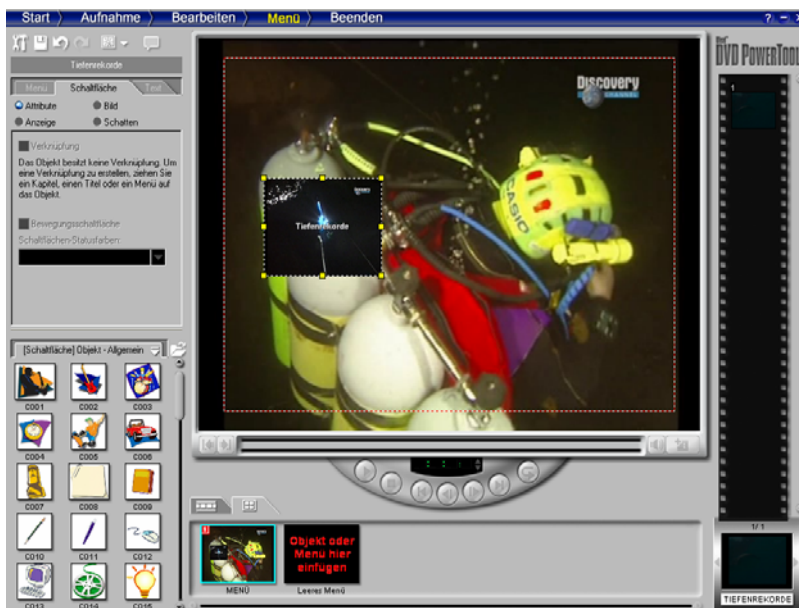 Start
Aufnahme
Bearbeiten
Menü
Beenden
? -
DVD POWERTOOL
Tiefenrekorde
Menü
Schaltfläche
Text
Attribute
Bild
Anzeige
Schatten
Verknüpfung
Das Objekt besitzt keine Verknüpfung. Um
eine Verknüpfung zu erstellen, ziehen Sie
ein Kapitel, einen Titel oder ein Menü auf
das Objekt.
Bewegungsschaltfläche
Schaltflächen-Statusfarben:
[Schaltfläche] Objekt - Allgemein
C001
C002
C003
C004
C005
C006
C007
C008
C009
C010
C011
C012
C013
C014
C015
Discovery
CHANNEL
CASIO
Tiefenrekorde
MENÜ
Objekt oder
Menü hier
einfügen
Leeres Menü
1
1/ 1
TIEFENREKORDE